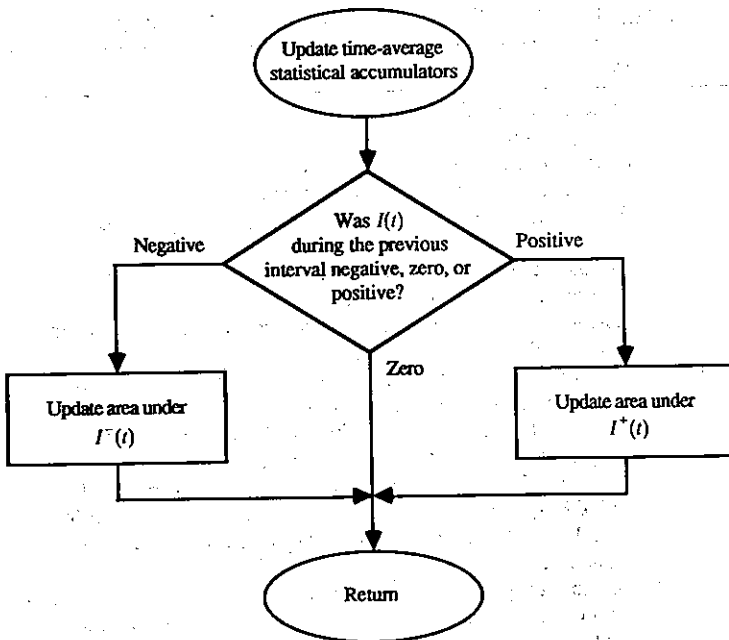 Update time-average
statistical accumulators
Was I(t)
during the previous
interval negative, zero, or
positive?
Negative
Positive
Zero
Update area under
I⁻(t)
Update area under
I⁺(t)
Return